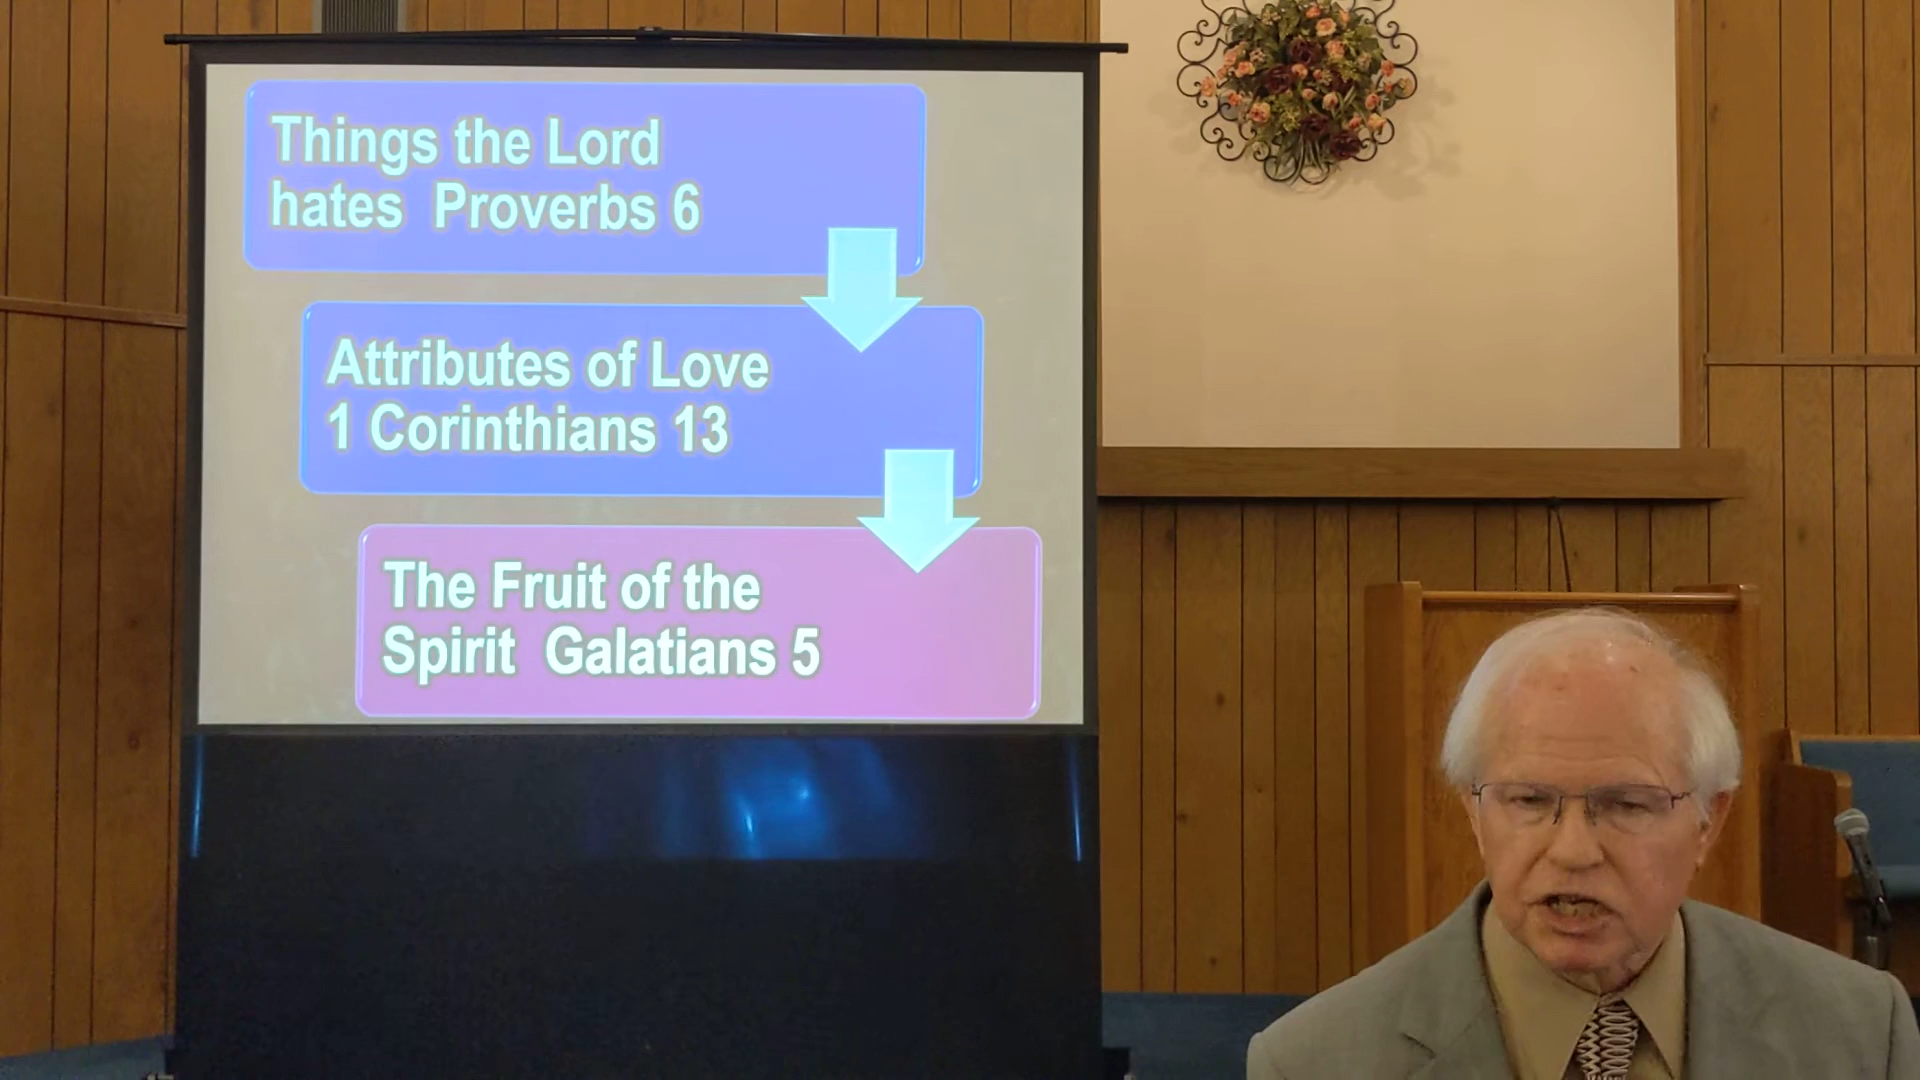 Things the Lord
hates Proverbs 6
Attributes of Love
1 Corinthians 13
The Fruit of the
Spirit Galatians 5